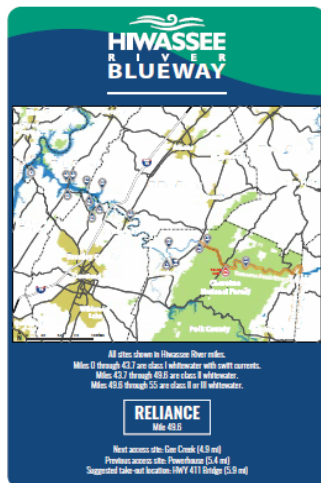 HIWASSEE
RIVER
BLUEWAY
Cherokee
National Forest
Polk County
All sites shown in Hiwassee River miles.
Miles 0 through 43.7 are class I whitewater with swift currents.
Miles 43.7 through 49.6 are class II whitewater.
Miles 49.6 through 55 are class II or III whitewater.
RELIANCE
Mile 49.6
Next access site: Gee Creek (4.9 mi)
Previous access site: Powerhouse (5.4 mi)
Suggested take-out location: HWY 411 Bridge (5.9 mi)